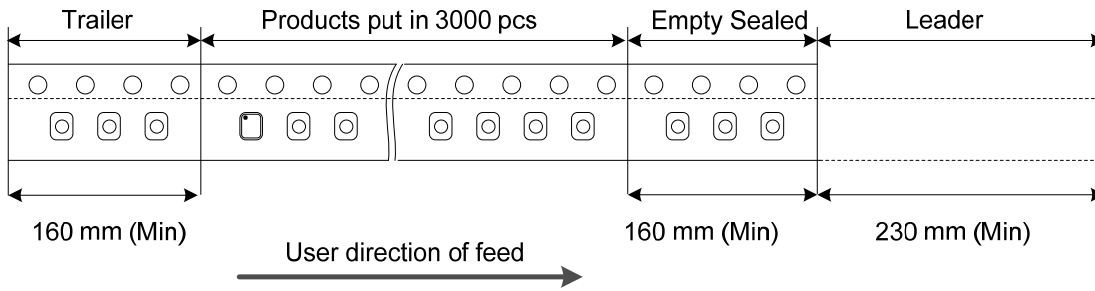 Trailer Products put in 3000 pcs Empty Sealed Leader
160 mm (Min) 160 mm (Min) 230 mm (Min)
User direction of feed